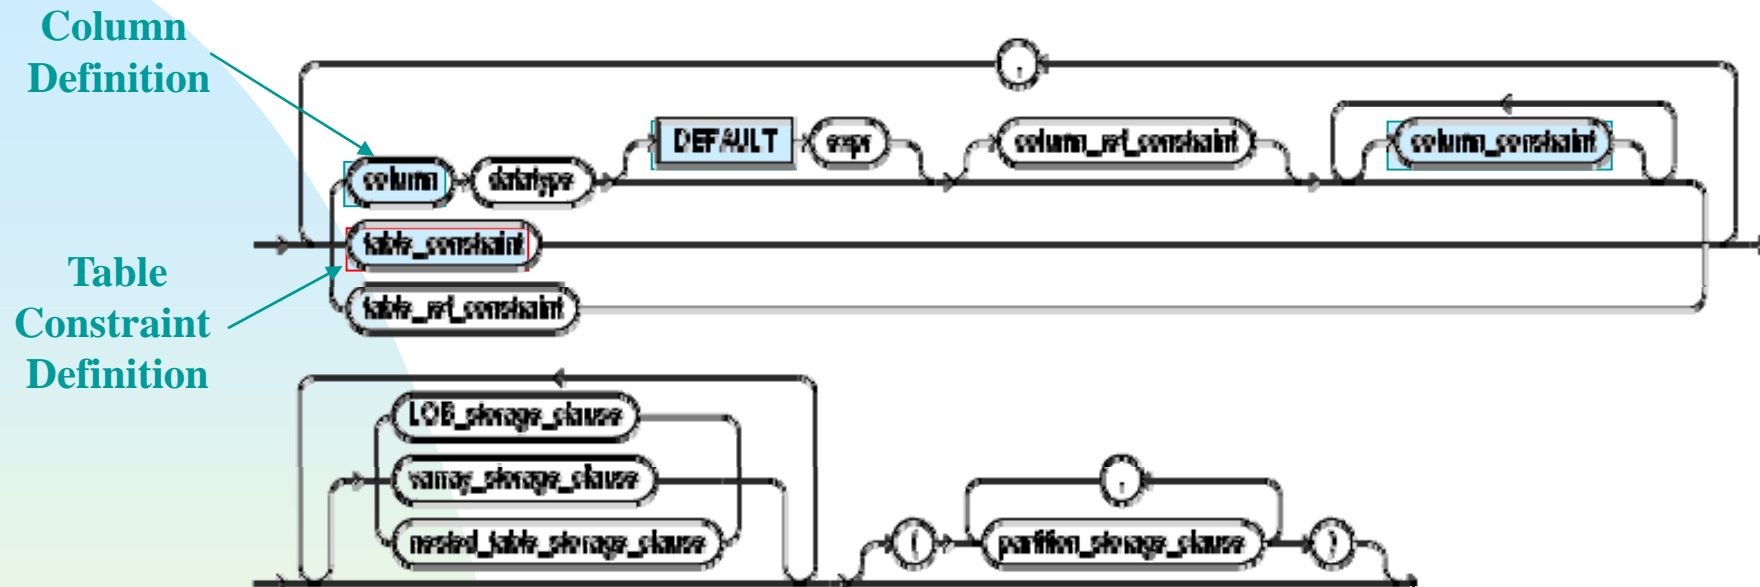 Column
Definition
,
DEFAULT expr column_ref_constraint column_constraint
column datatype
table_constraint
Table
Constraint
Definition
table_ref_constraint
LOB_storage_clause
varray_storage_clause
,
nested_table_storage_clause ( partition_storage_clause )